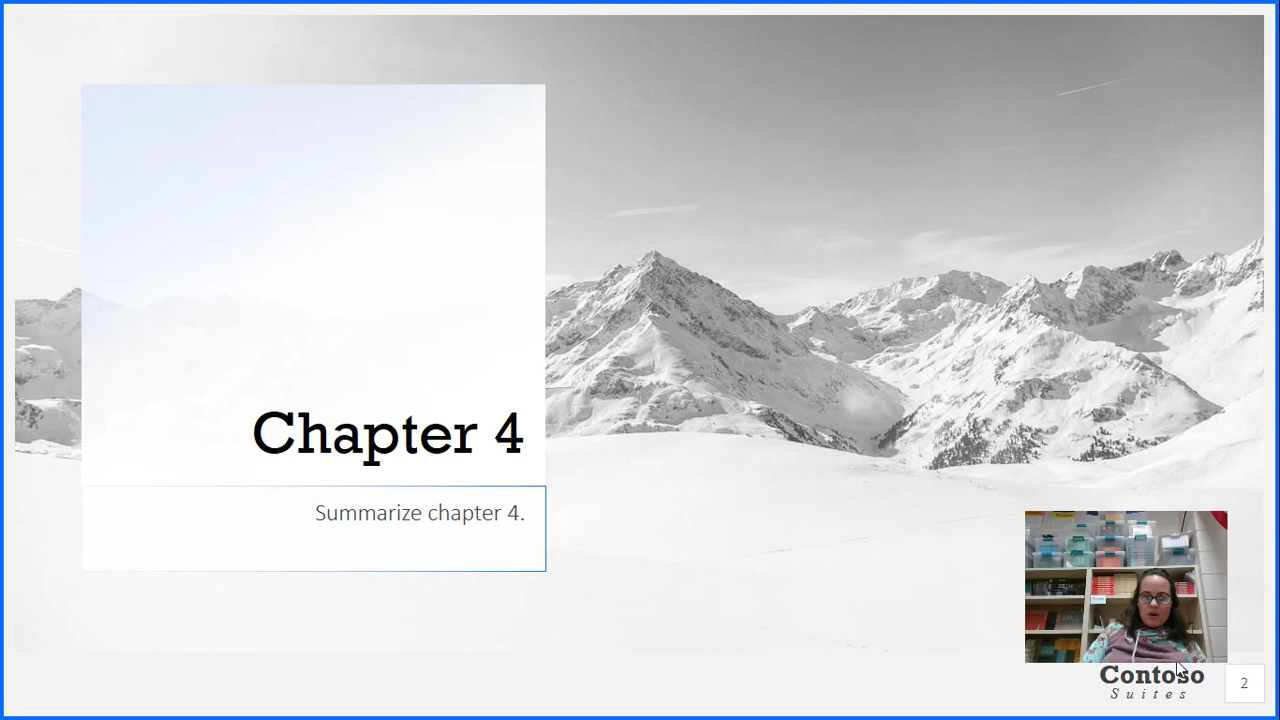 Chapter 4
Summarize chapter 4.
Contoso
Suites
2